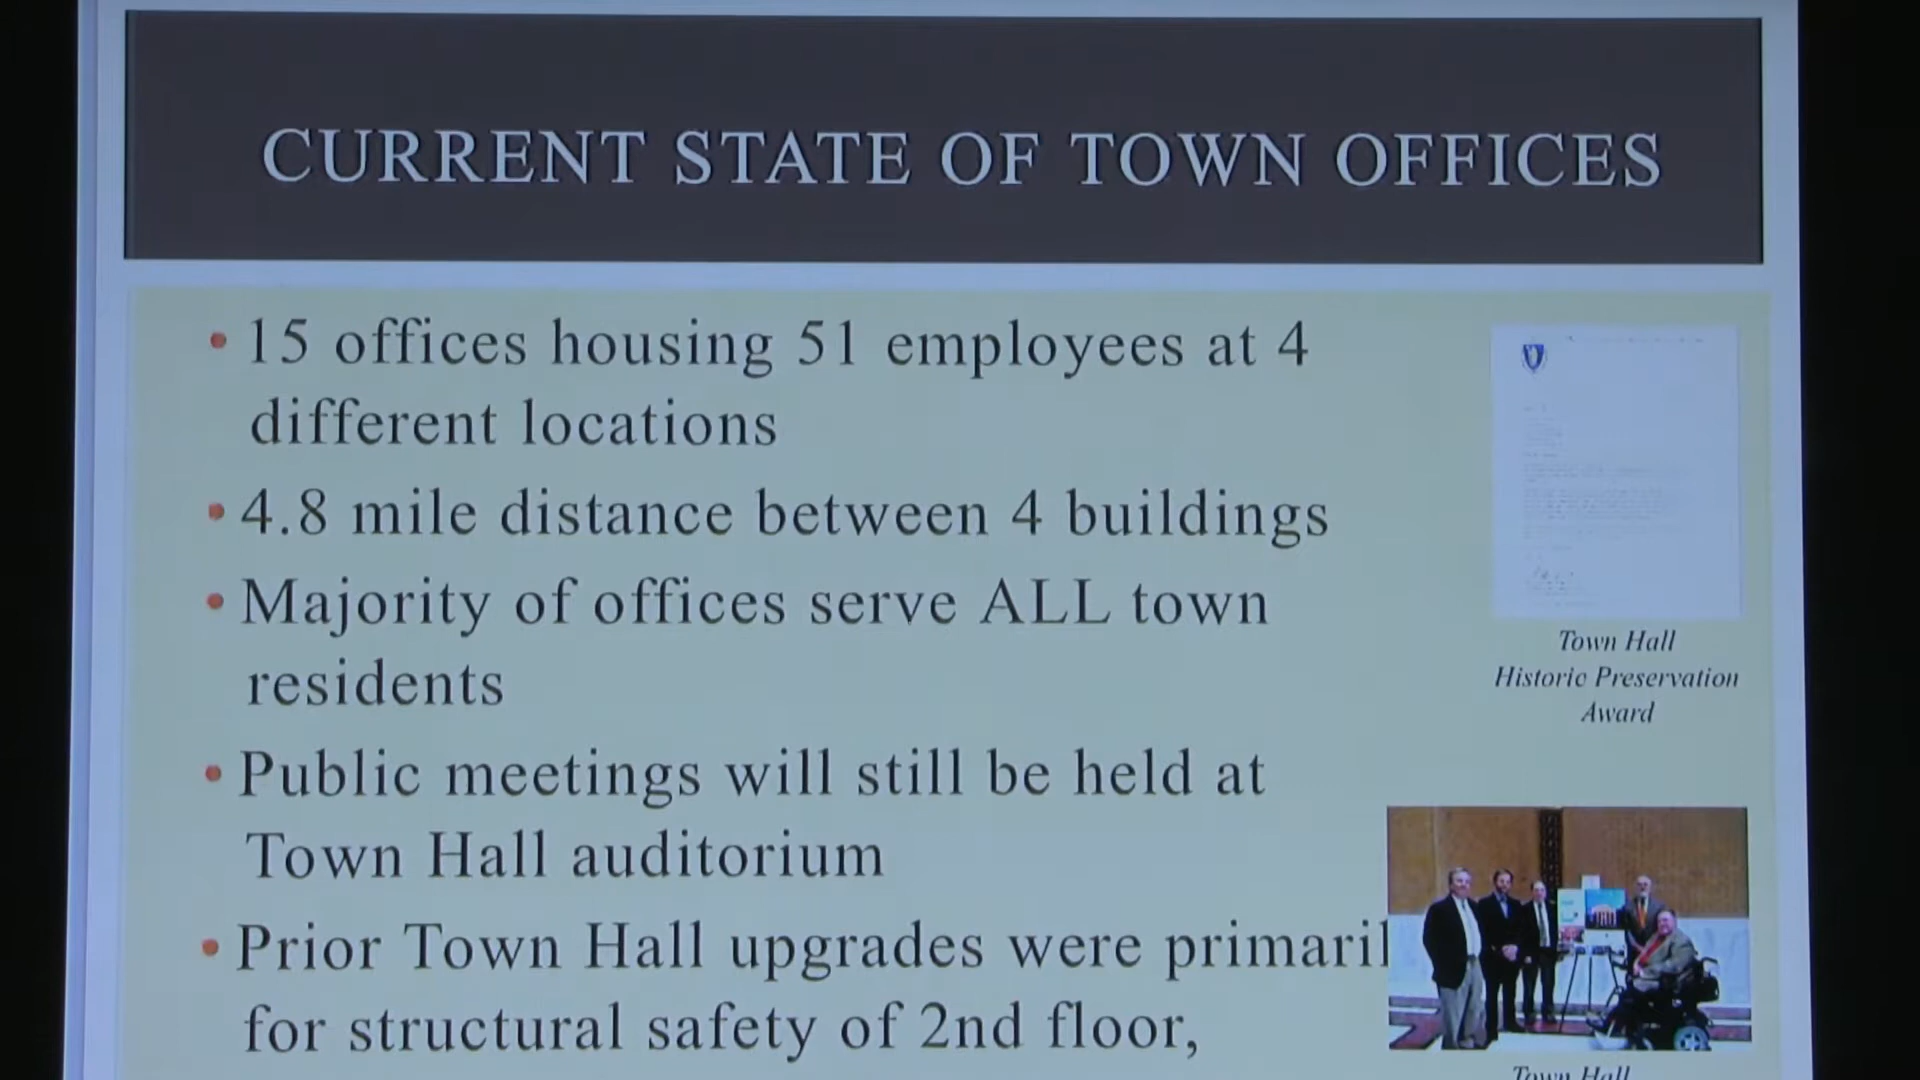 CURRENT STATE OF TOWN OFFICES
• 15 offices housing 51 employees at 4
different locations
• 4.8 mile distance between 4 buildings
• Majority of offices serve ALL town
residents
• Public meetings will still be held at
Town Hall auditorium
• Prior Town Hall upgrades were primaril
for structural safety of 2nd floor,
Town Hall
Historic Preservation
Award
Town Hall